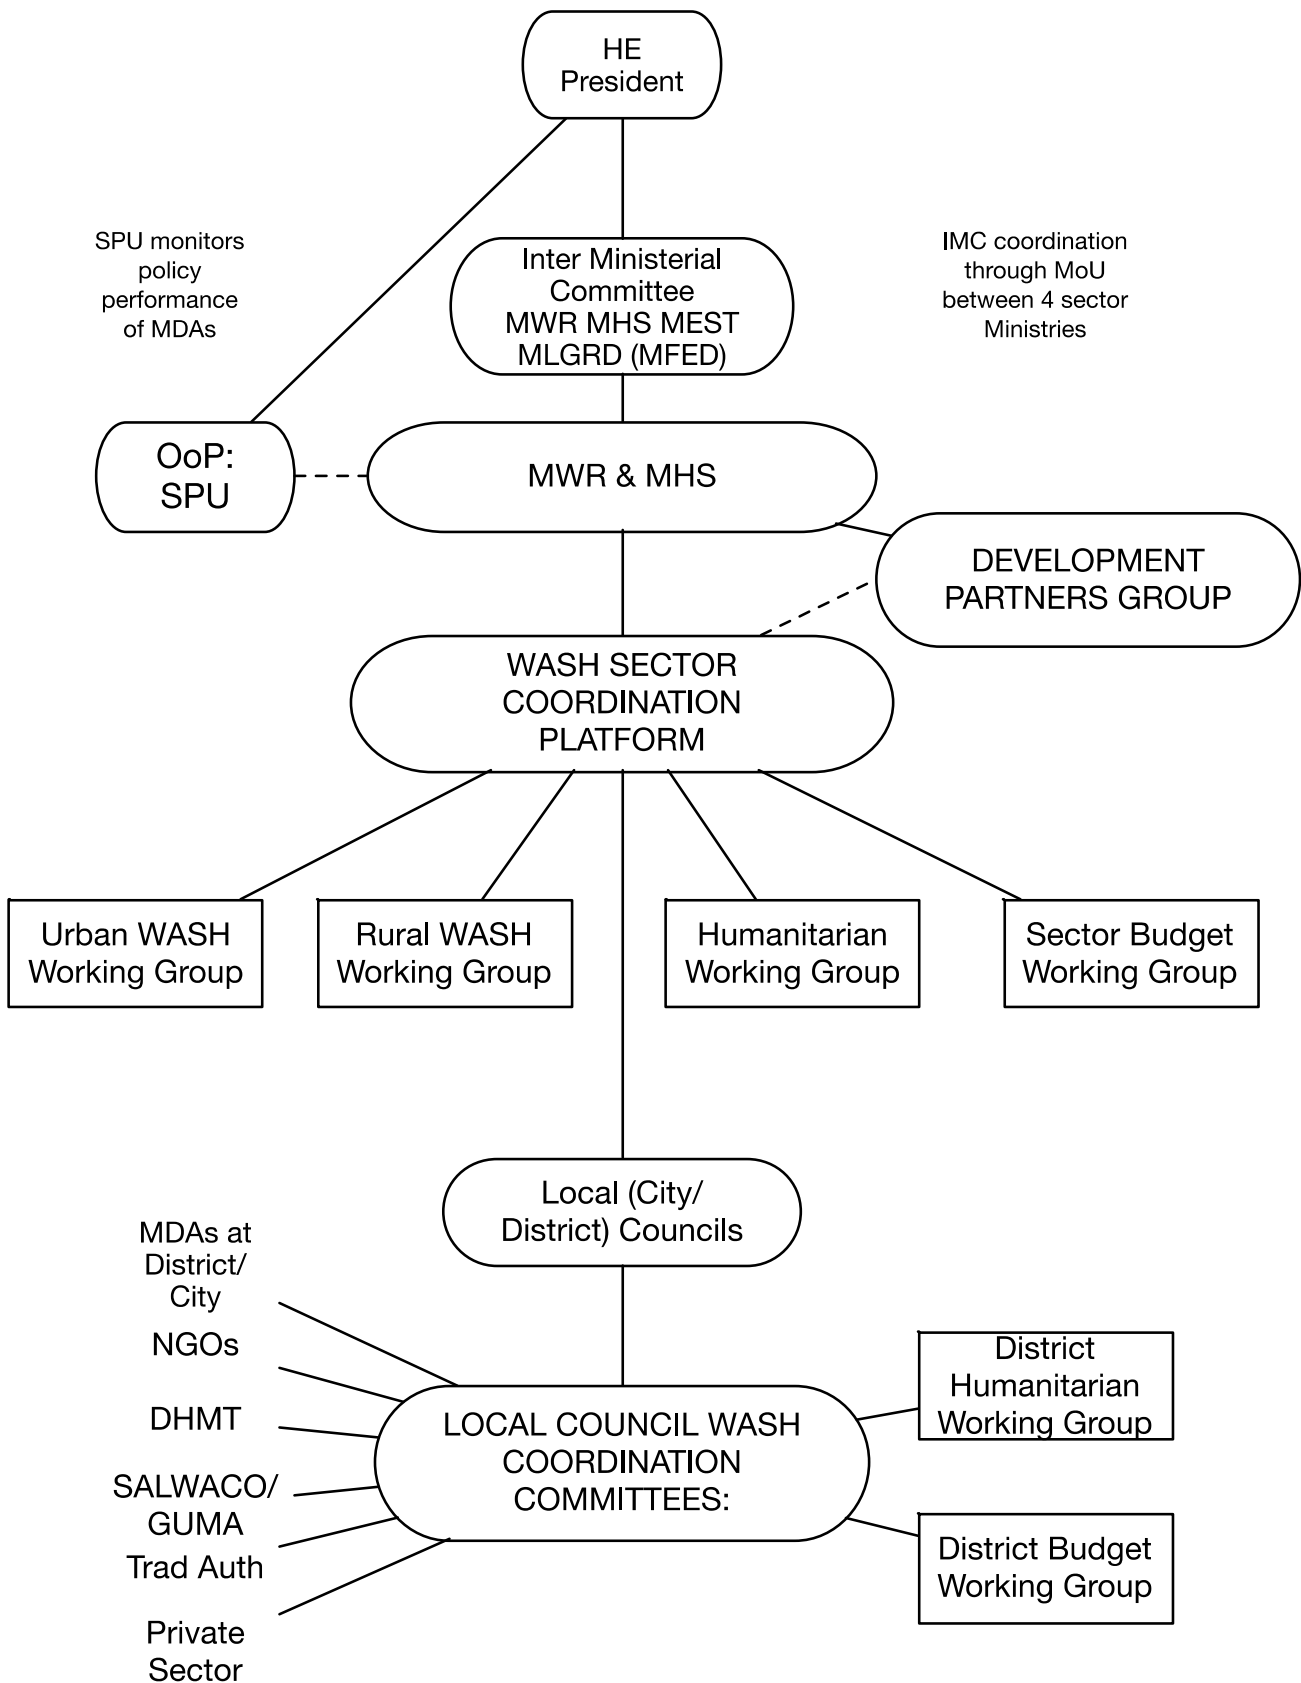 HE
President
SPU monitors
policy
performance
of MDAs
Inter Ministerial
Committee
MWR MHS MEST
MLGRD (MFED)
IMC coordination
through MoU
between 4 sector
Ministries
OoP:
SPU
MWR & MHS
DEVELOPMENT
PARTNERS GROUP
WASH SECTOR
COORDINATION
PLATFORM
Urban WASH
Working Group
Rural WASH
Working Group
Humanitarian
Working Group
Sector Budget
Working Group
Local (City/
District) Councils
MDAs at
District/
City
NGOs
DHMT
SALWACO/
GUMA
Trad Auth
Private
Sector
LOCAL COUNCIL WASH
COORDINATION
COMMITTEES:
District
Humanitarian
Working Group
District Budget
Working Group